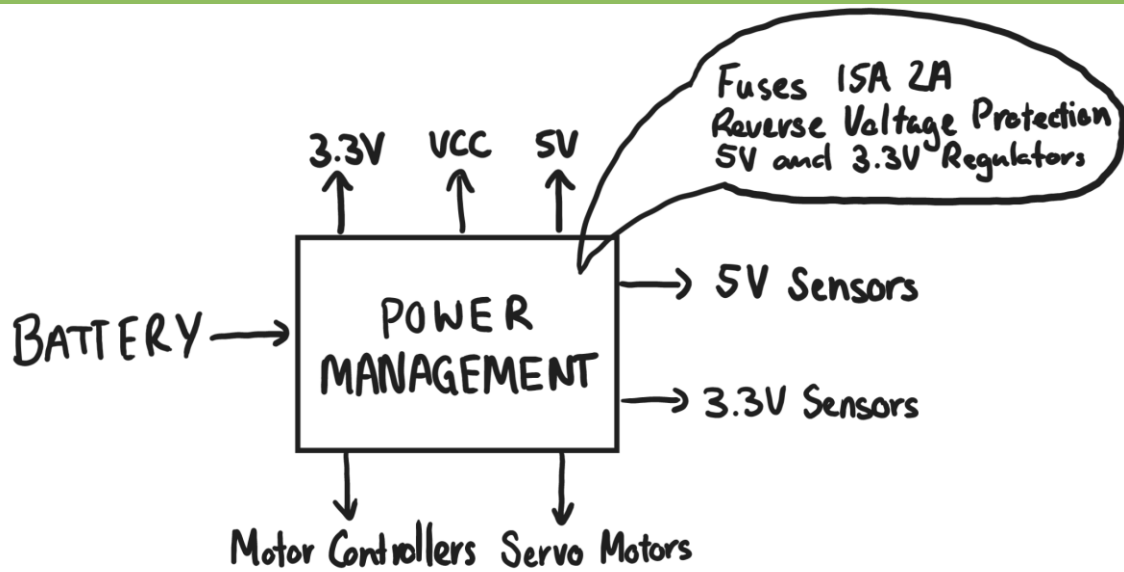 Fuses 15A 2A
Reverse Voltage Protection
5V and 3.3V Regulators
3.3V VCC 5V
BATTERY
POWER
MANAGEMENT
5V Sensors
3.3V Sensors
Motor Controllers Servo Motors